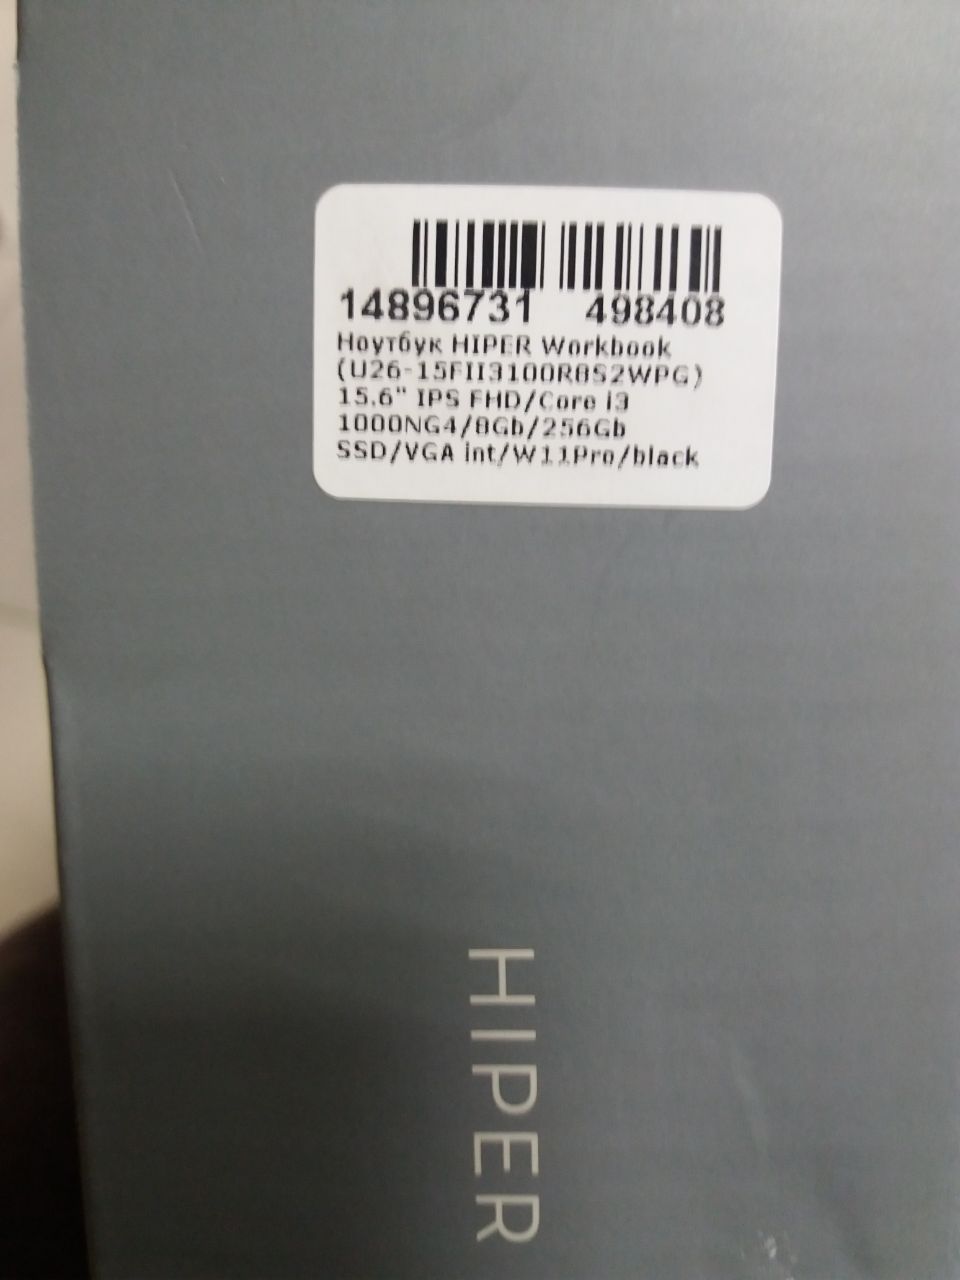 14896731 498408
Ноутбук HIPER Workbook
(U26-15FII3100R8S2WPG)
15.6" IPS FHD/Core i3
1000NG4/8Gb/256Gb
SSD/VGA int/W11Pro/black
HIPER